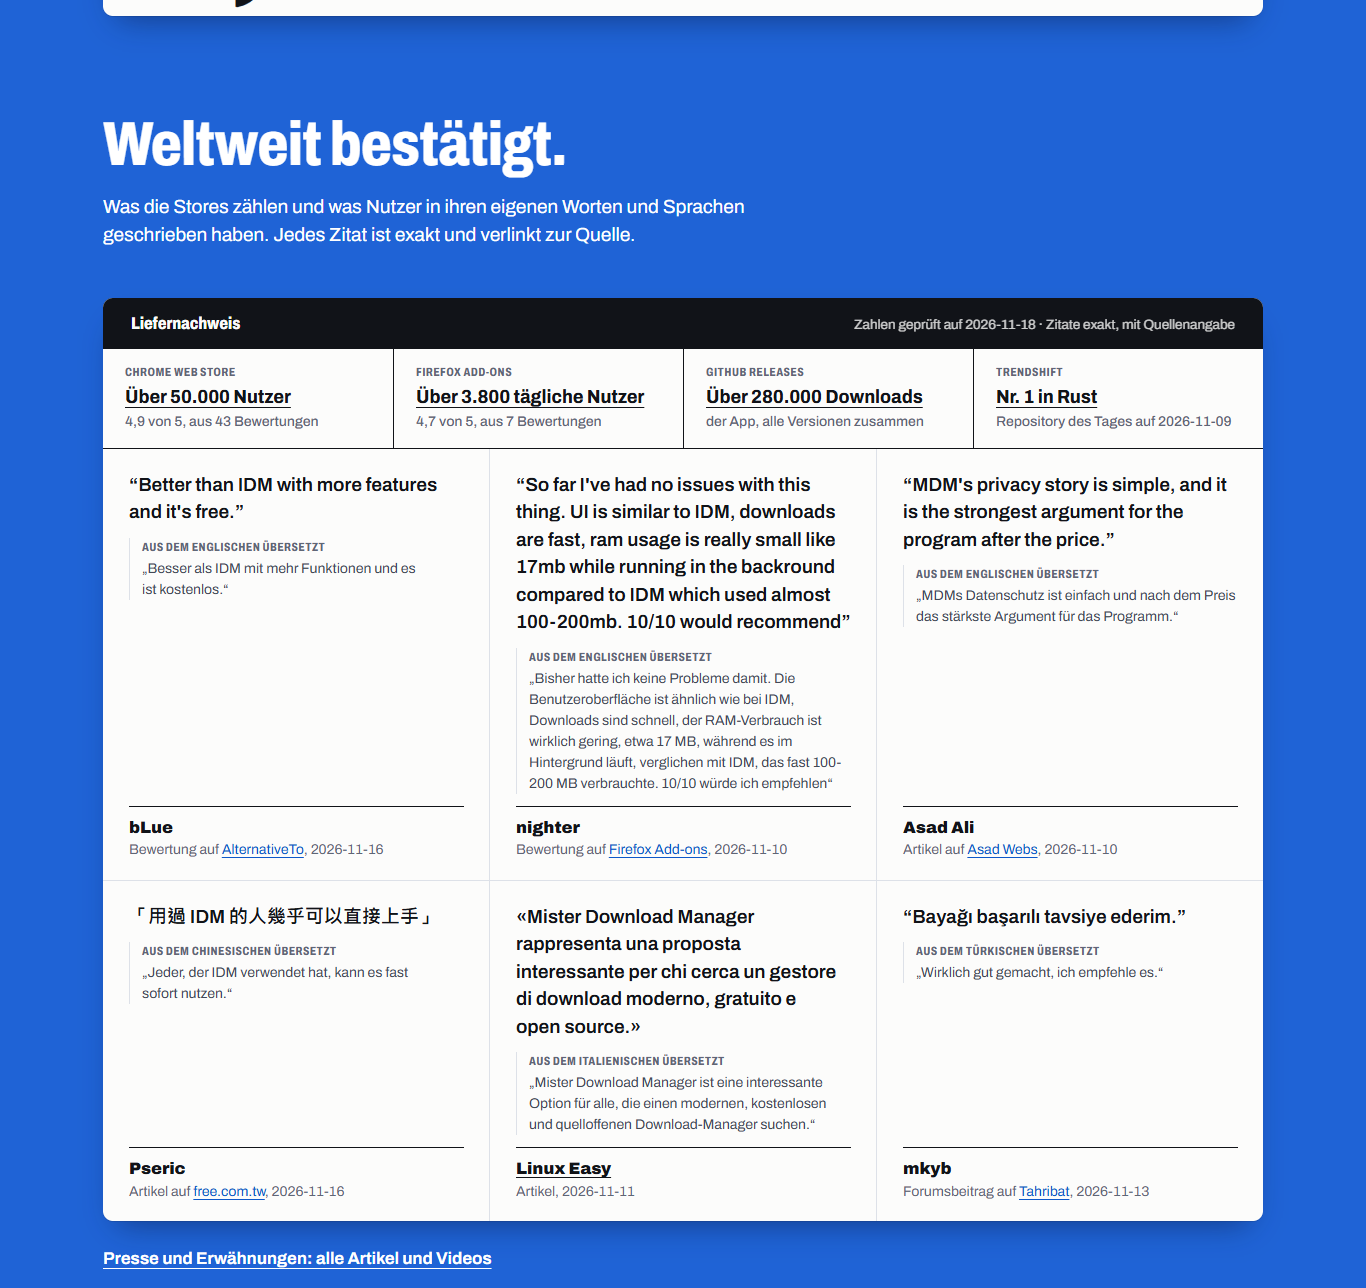 Weltweit bestätigt.
Was die Stores zählen und was Nutzer in ihren eigenen Worten und Sprachen
geschrieben haben. Jedes Zitat ist exakt und verlinkt zur Quelle.
Liefernachweis
Zahlen geprüft auf 2026-11-18 · Zitate exakt, mit Quellenangabe
CHROME WEB STORE
Über 50.000 Nutzer
4,9 von 5, aus 43 Bewertungen
FIREFOX ADD-ONS
Über 3.800 tägliche Nutzer
4,7 von 5, aus 7 Bewertungen
GITHUB RELEASES
Über 280.000 Downloads
der App, alle Versionen zusammen
TRENDSHIFT
Nr. 1 in Rust
Repository des Tages auf 2026-11-09
“Better than IDM with more features
and it's free.”
AUS DEM ENGLISCHEN ÜBERSETZT
„Besser als IDM mit mehr Funktionen und es
ist kostenlos.“
bLue
Bewertung auf AlternativeTo, 2026-11-16
“So far I've had no issues with this
thing. UI is similar to IDM, downloads
are fast, ram usage is really small like
17mb while running in the backround
compared to IDM which used almost
100-200mb. 10/10 would recommend”
AUS DEM ENGLISCHEN ÜBERSETZT
„Bisher hatte ich keine Probleme damit. Die
Benutzeroberfläche ist ähnlich wie bei IDM,
Downloads sind schnell, der RAM-Verbrauch ist
wirklich gering, etwa 17 MB, während es im
Hintergrund läuft, verglichen mit IDM, das fast 100-
200 MB verbrauchte. 10/10 würde ich empfehlen“
nighter
Bewertung auf Firefox Add-ons, 2026-11-10
“MDM's privacy story is simple, and it
is the strongest argument for the
program after the price.”
AUS DEM ENGLISCHEN ÜBERSETZT
„MDMs Datenschutz ist einfach und nach dem Preis
das stärkste Argument für das Programm.“
Asad Ali
Artikel auf Asad Webs, 2026-11-10
「用過 IDM 的人幾乎可以直接上手」
AUS DEM CHINESISCHEN ÜBERSETZT
„Jeder, der IDM verwendet hat, kann es fast
sofort nutzen.“
Pseric
Artikel auf free.com.tw, 2026-11-16
«Mister Download Manager
rappresenta una proposta
interessante per chi cerca un gestore
di download moderno, gratuito e
open source.»
AUS DEM ITALIENISCHEN ÜBERSETZT
„Mister Download Manager ist eine interessante
Option für alle, die einen modernen, kostenlosen
und quelloffenen Download-Manager suchen.“
Linux Easy
Artikel, 2026-11-11
“Bayağı başarılı tavsiye ederim.”
AUS DEM TÜRKISCHEN ÜBERSETZT
„Wirklich gut gemacht, ich empfehle es.“
mkyb
Forumsbeitrag auf Tahribat, 2026-11-13
Presse und Erwähnungen: alle Artikel und Videos